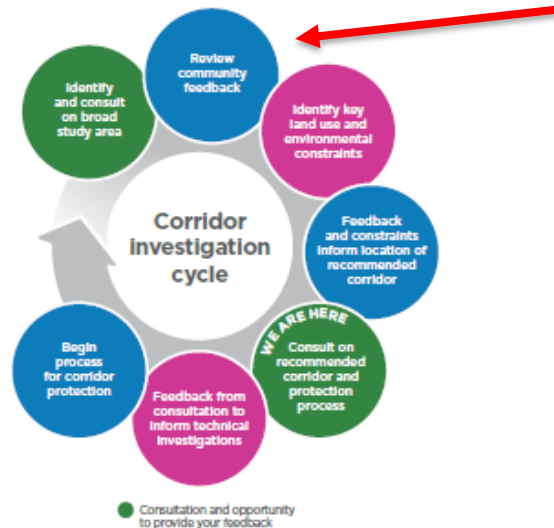 Review
community
feedback
Identify
and consult
on broad
study area
Identify key
land use and
environmental
constraints
Corridor
investigation
cycle
Feedback
and constraints
inform location of
recommended
corridor
WE ARE HERE
Consult on
recommended
corridor and
protection
process
Begin
process
for corridor
protection
Feedback from
consultation to
inform technical
investigations
Consultation and opportunity
to provide your feedback